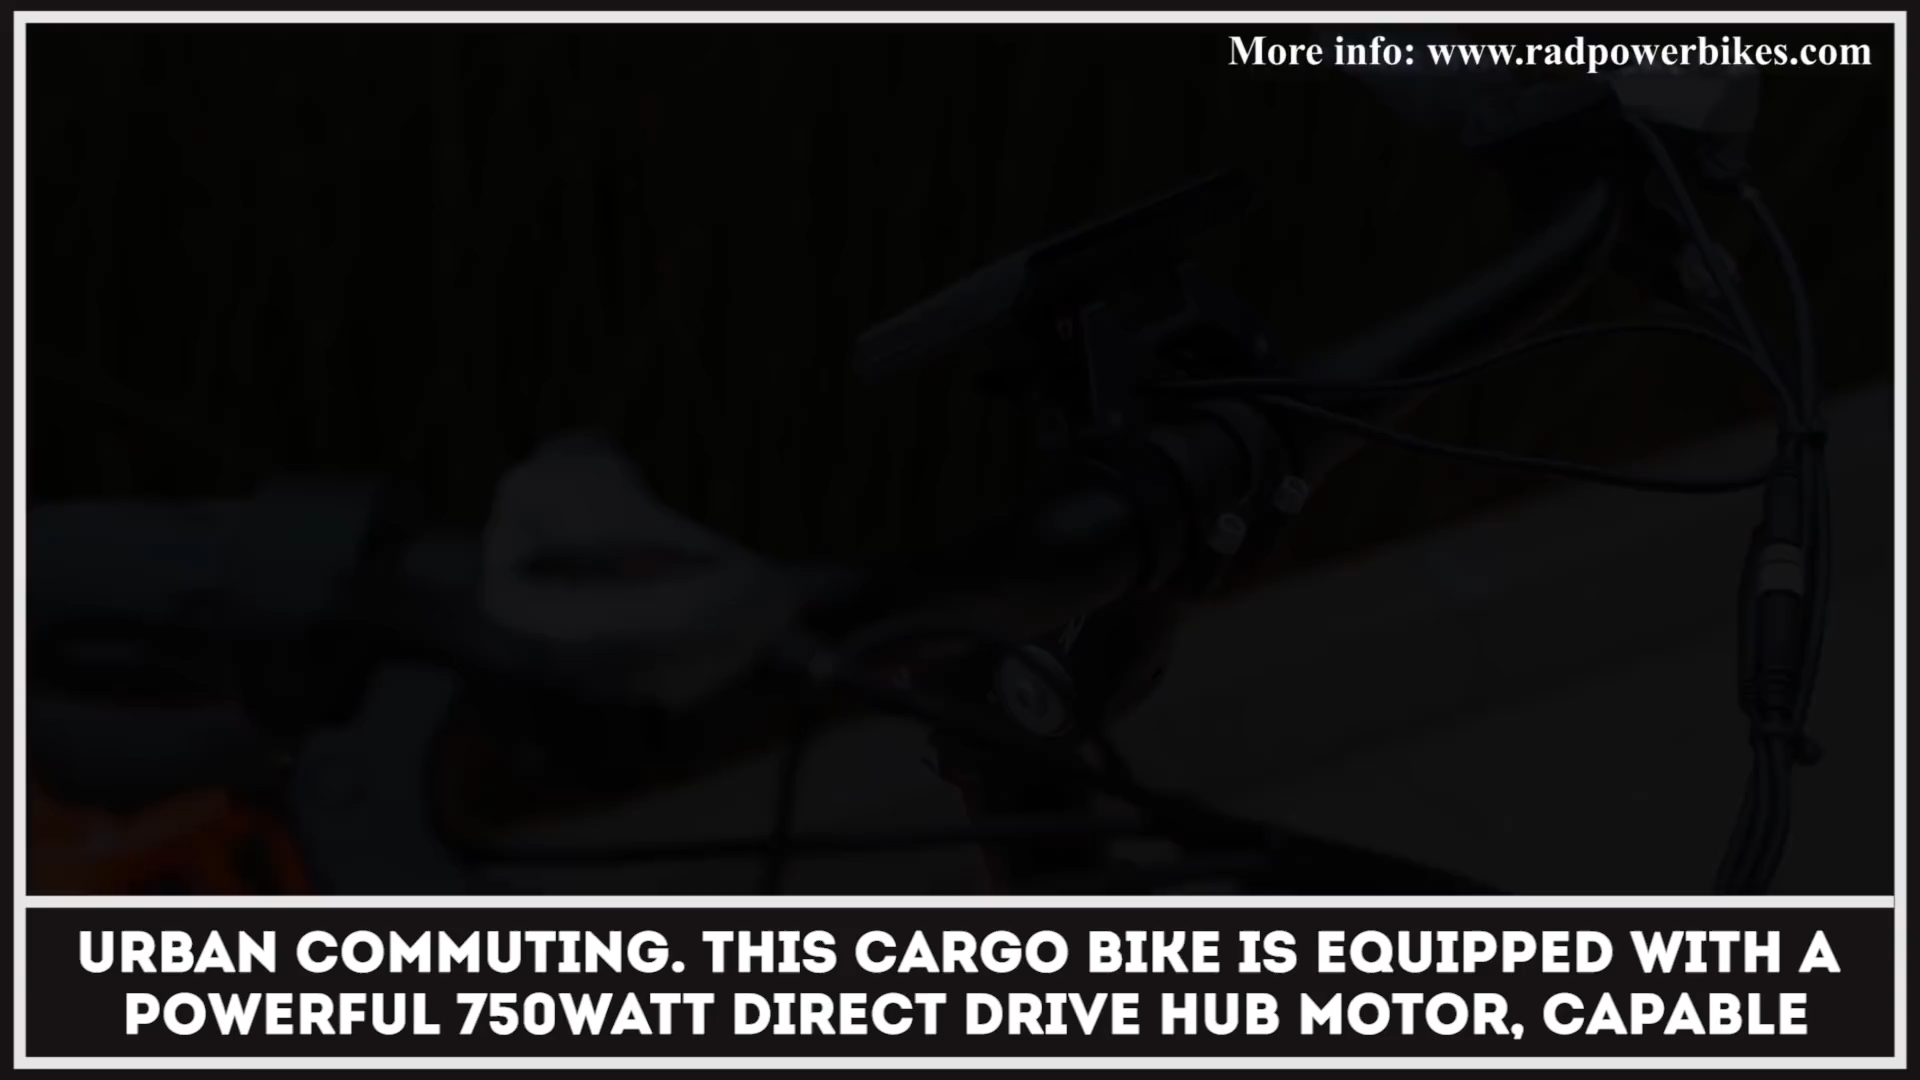 More info: www.radpowerbikes.com
URBAN COMMUTING. THIS CARGO BIKE IS EQUIPPED WITH A
POWERFUL 750WATT DIRECT DRIVE HUB MOTOR, CAPABLE